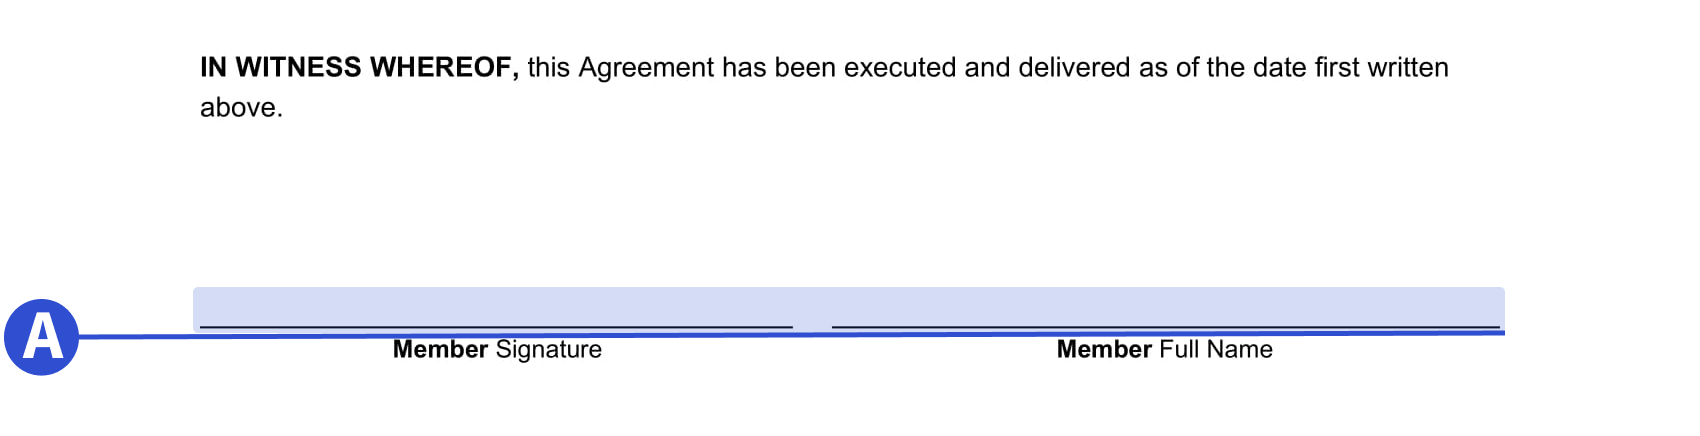 IN WITNESS WHEREOF, this Agreement has been executed and delivered as of the date first written
above.
A
Member Signature
Member Full Name